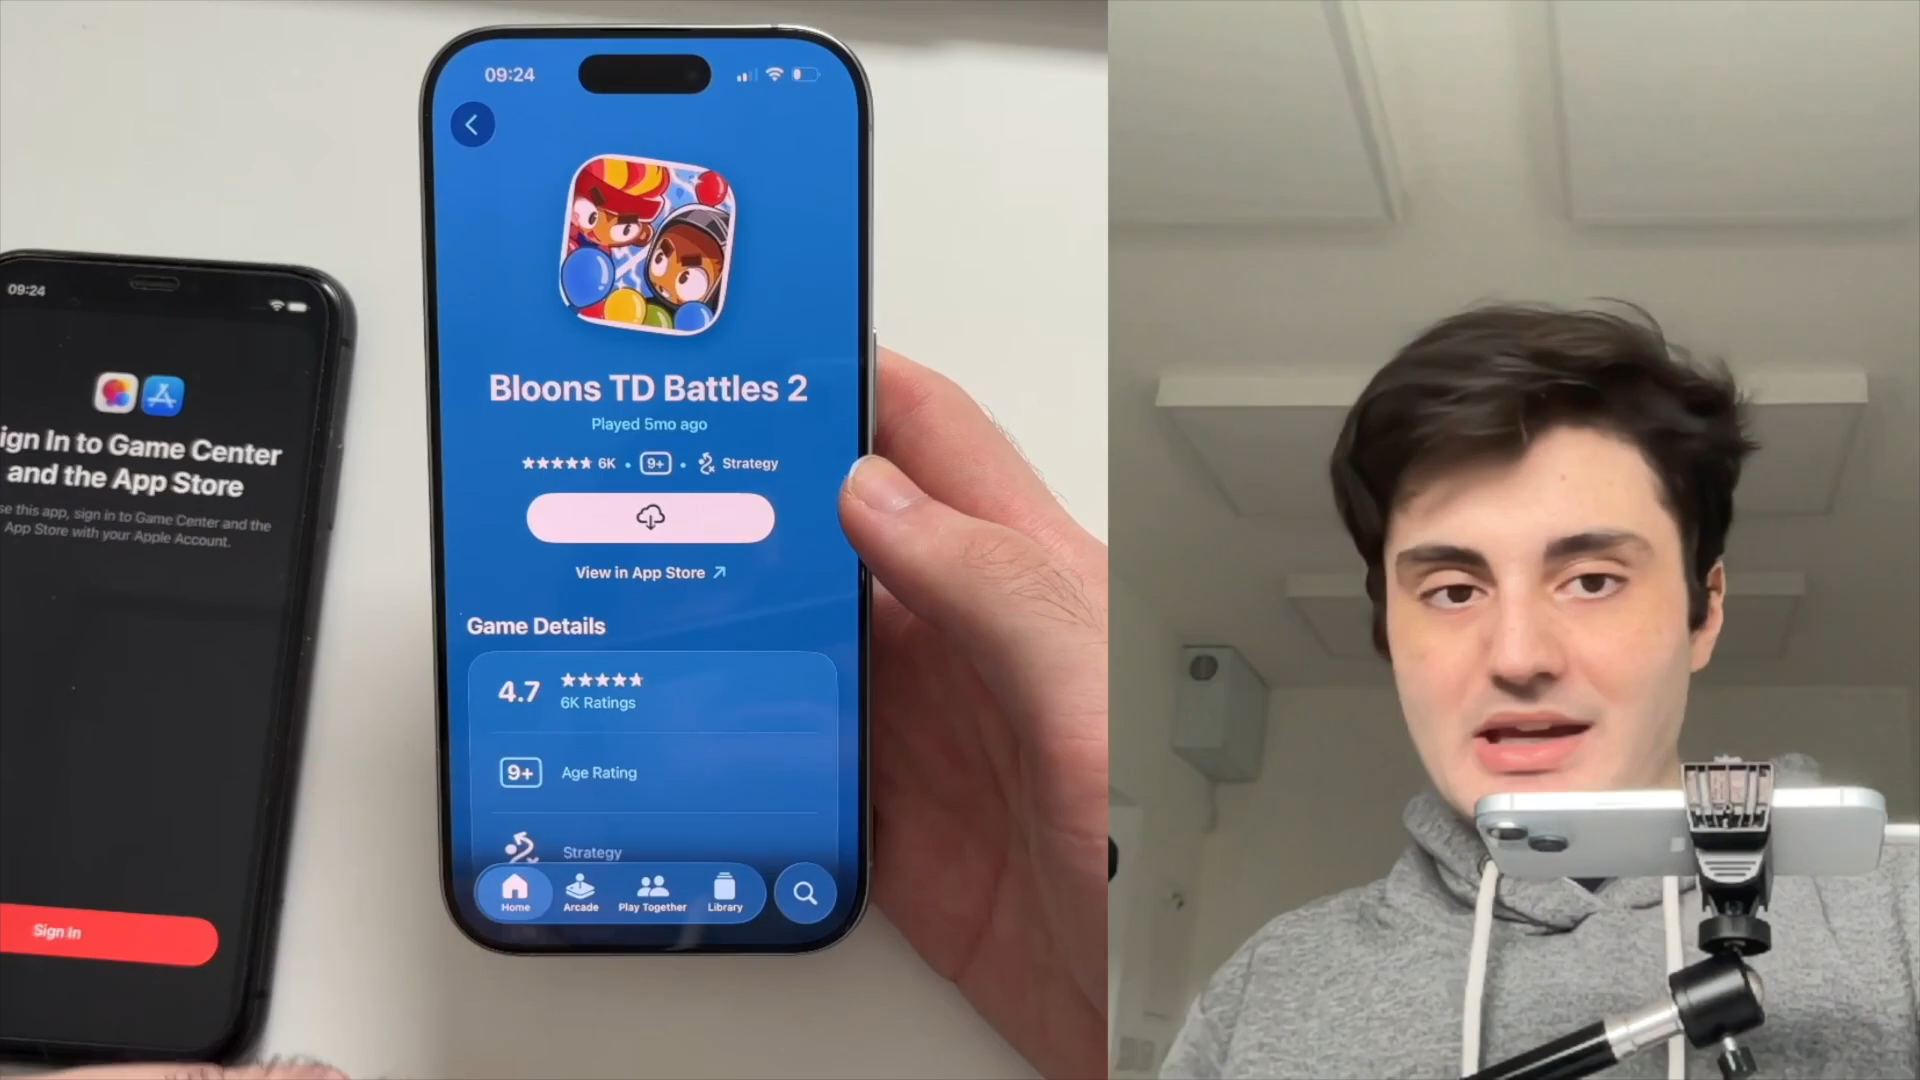 09:24
ign In to Game Center
and the App Store
se this app, sign in to Game Center and the
App Store with your Apple Account.
Sign In
09:24
Bloons TD Battles 2
Played 5mo ago
6K
9+
Strategy
View in App Store
Game Details
4.7
6K Ratings
9+
Age Rating
Strategy
Home
Arcade
Play Together
Library